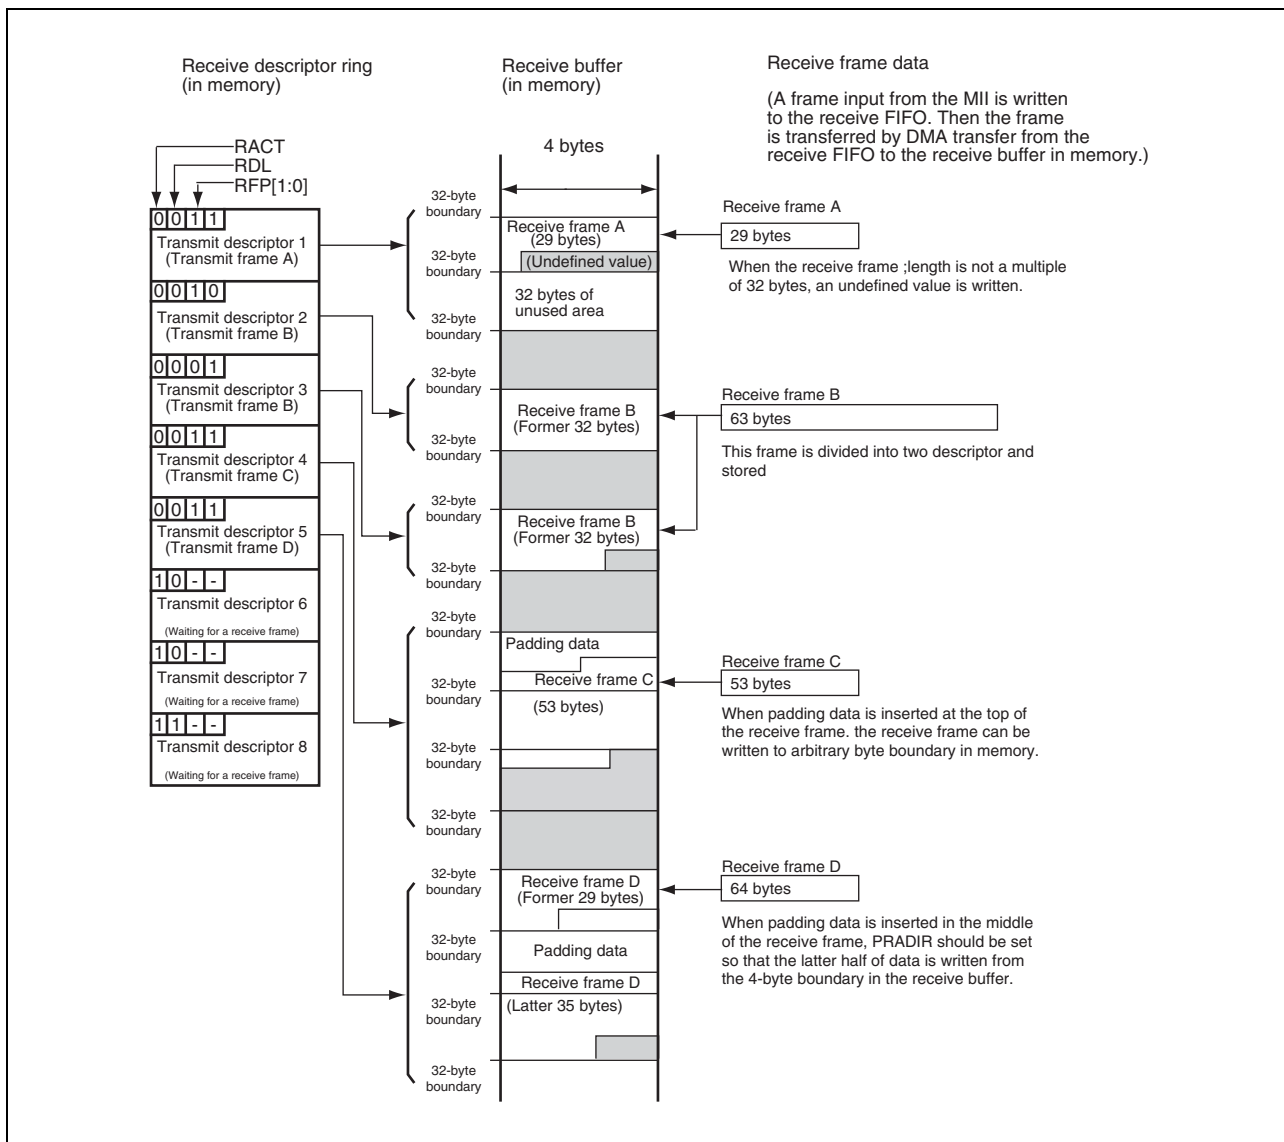 Receive descriptor ring
(in memory)
RACT
RDL
RFP[1:0]
0 0 1 1
Transmit descriptor 1
(Transmit frame A)
0 0 1 0
Transmit descriptor 2
(Transmit frame B)
0 0 0 1
Transmit descriptor 3
(Transmit frame B)
0 0 1 1
Transmit descriptor 4
(Transmit frame C)
0 0 1 1
Transmit descriptor 5
(Transmit frame D)
1 0 - -
Transmit descriptor 6
(Waiting for a receive frame)
1 0 - -
Transmit descriptor 7
(Waiting for a receive frame)
1 1 - -
Transmit descriptor 8
(Waiting for a receive frame)
Receive buffer
(in memory)
4 bytes
32-byte
boundary
Receive frame A
(29 bytes)
(Undefined value)
32-byte
boundary
32 bytes of
unused area
32-byte
boundary
32-byte
boundary
Receive frame B
(Former 32 bytes)
32-byte
boundary
32-byte
boundary
Receive frame B
(Former 32 bytes)
32-byte
boundary
32-byte
boundary
Padding data
Receive frame C
32-byte
boundary
(53 bytes)
32-byte
boundary
32-byte
boundary
32-byte
boundary
Receive frame D
(Former 29 bytes)
32-byte
boundary
Padding data
Receive frame D
32-byte
boundary
(Latter 35 bytes)
32-byte
boundary
Receive frame data
(A frame input from the MII is written
to the receive FIFO. Then the frame
is transferred by DMA transfer from the
receive FIFO to the receive buffer in memory.)
Receive frame A
29 bytes
When the receive frame ;length is not a multiple
of 32 bytes, an undefined value is written.
Receive frame B
63 bytes
This frame is divided into two descriptor and
stored
Receive frame C
53 bytes
When padding data is inserted at the top of
the receive frame. the receive frame can be
written to arbitrary byte boundary in memory.
Receive frame D
64 bytes
When padding data is inserted in the middle
of the receive frame, PRADIR should be set
so that the latter half of data is written from
the 4-byte boundary in the receive buffer.